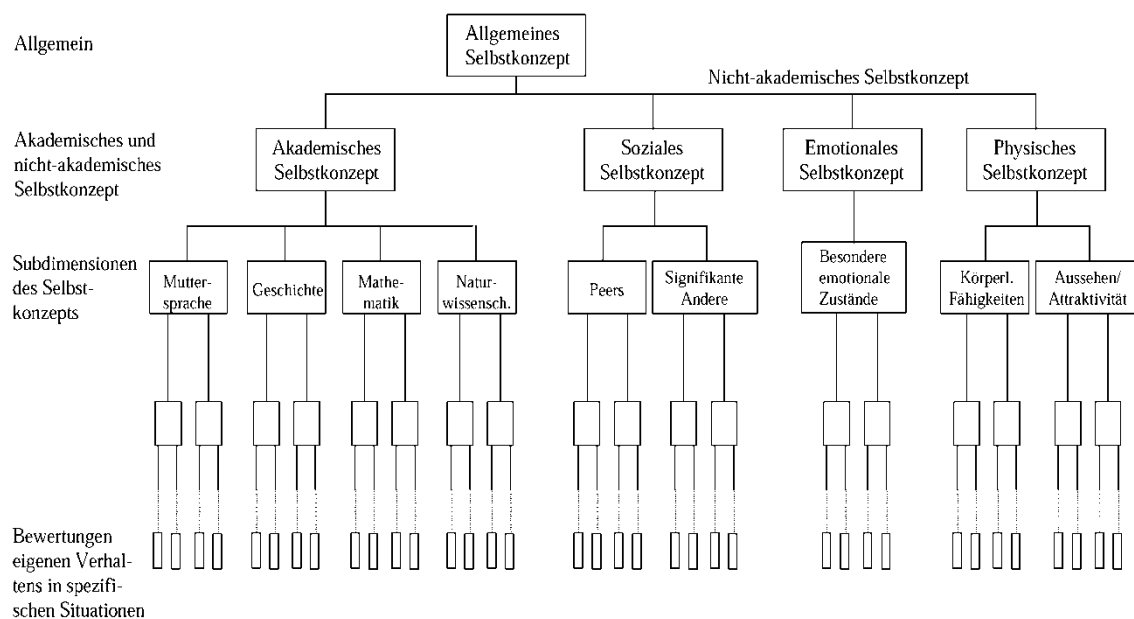 Allgemein
Allgemeines
Selbstkonzept
Nicht-akademisches Selbstkonzept
Akademisches und
nicht-akademisches
Selbstkonzept
Akademisches
Selbstkonzept
Soziales
Selbstkonzept
Emotionales
Selbstkonzept
Physisches
Selbstkonzept
Subdimensionen
des Selbst-
konzepts
Mutter-
sprache
Geschichte
Mathe-
matik
Natur-
wissensch.
Peers
Signifikante
Andere
Besondere
emotionale
Zustände
Körperl.
Fähigkeiten
Aussehen/
Attraktivität
Bewertungen
eigenen Verhal-
tens in spezifi-
schen Situationen